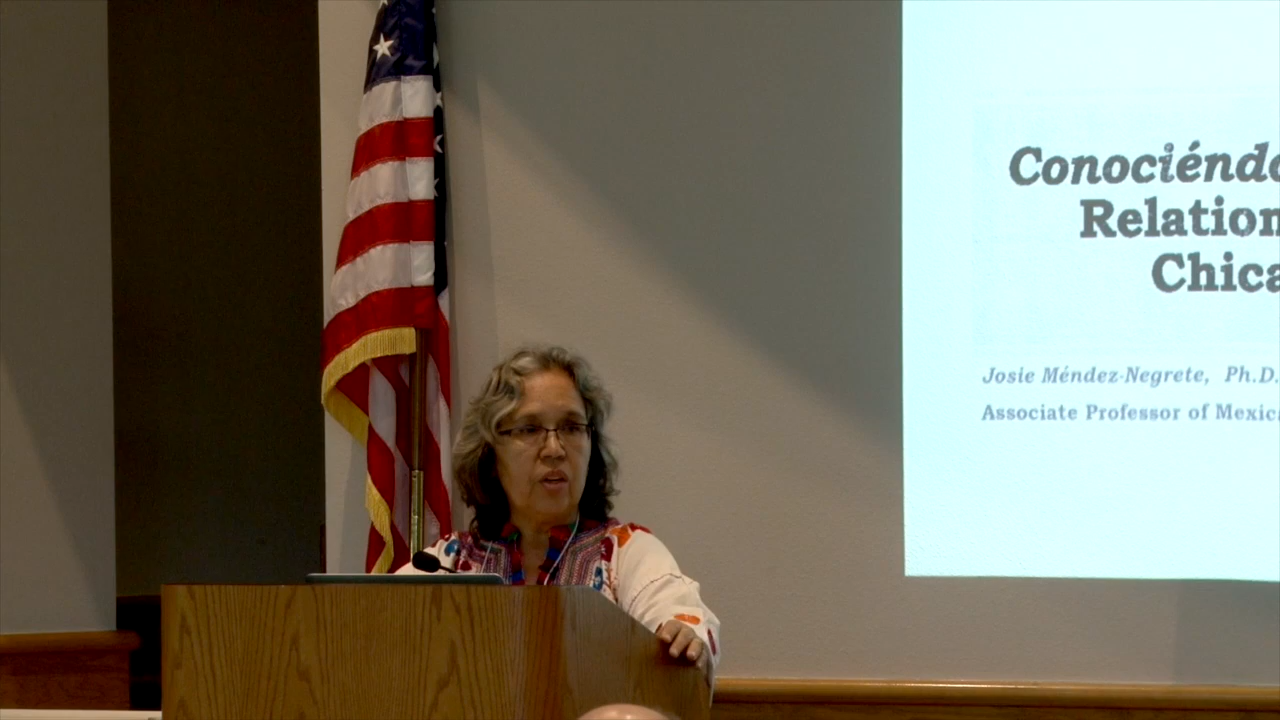 Conociéndo
Relation
Chica
Josie Méndez-Negrete, Ph.D.
Associate Professor of Mexica